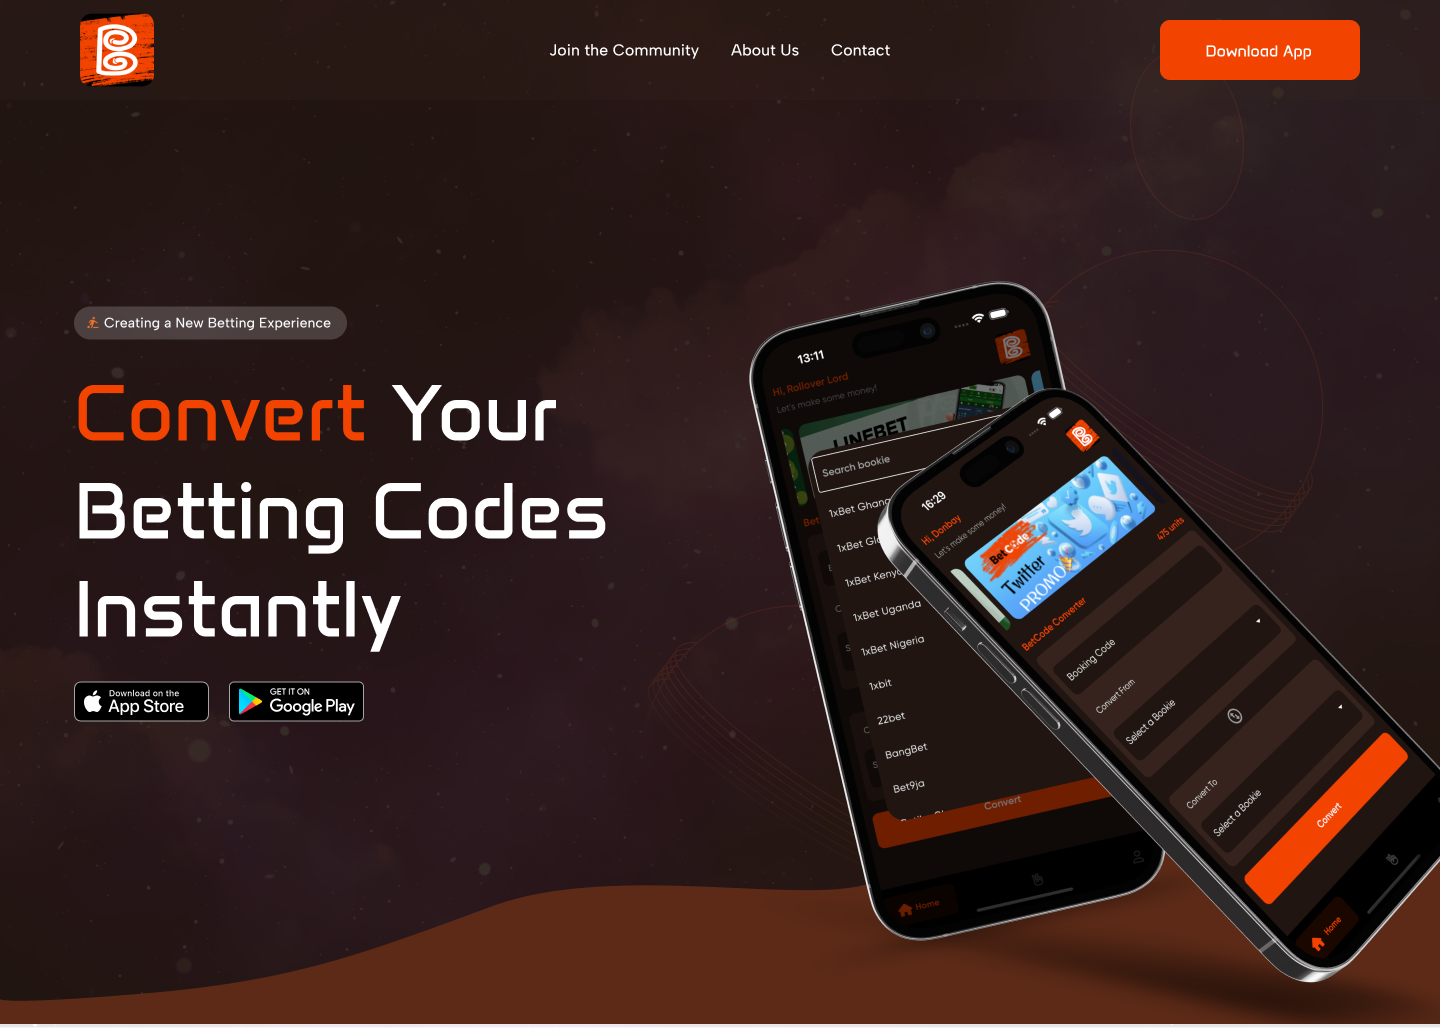 Join the Community
About Us
Contact
Download App
Creating a New Betting Experience
Convert Your
Betting Codes
Instantly
Download on the
App Store
GET IT ON
Google Play
13:11
Hi, Rollover Lord
Let's make some money!
LINEBET
Search bookie
Bet
1xBet Ghana
1xBet Glo
1xBet Kenya
1xBet Uganda
1xBet Nigeria
1xbit
22bet
BangBet
Bet9ja
Convert
Home
16:29
Hi, Donbay
Let's make some money!
BetCode
Twitter
PROMO
475 units
BetCode Converter
Booking Code
Convert From
Select a Bookie
Convert To
Select a Bookie
Convert
Home